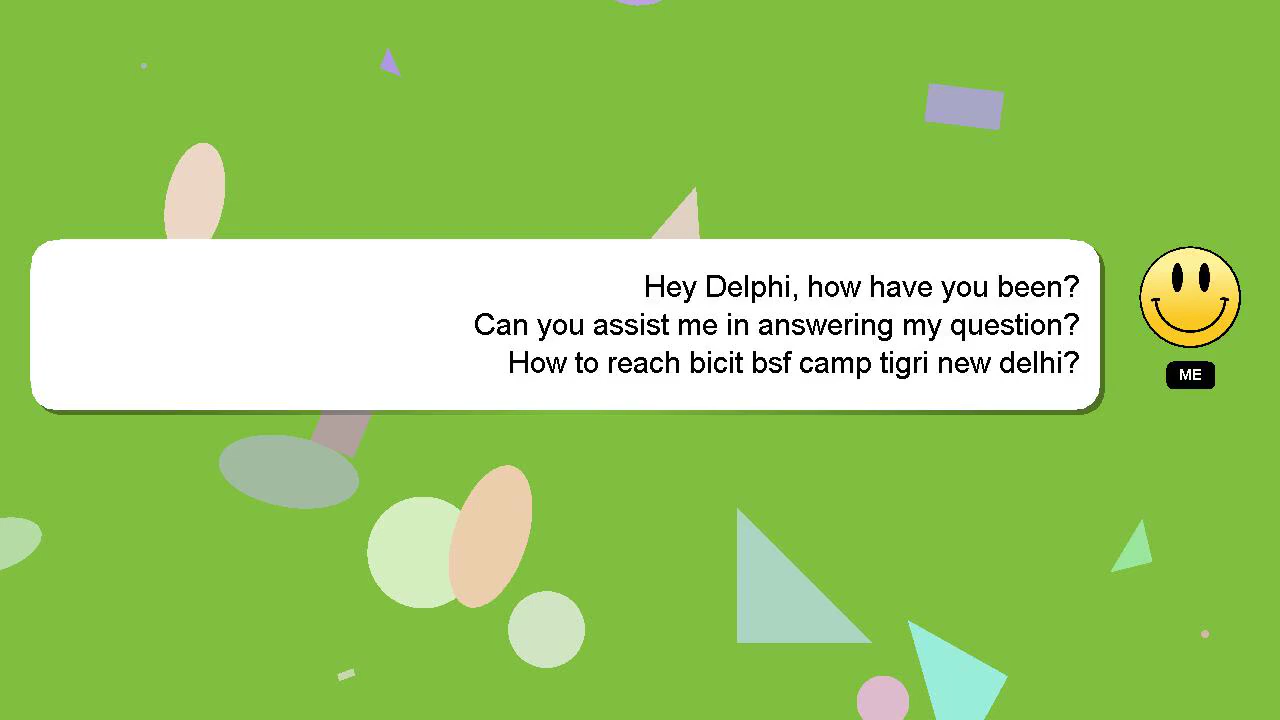 Hey Delphi, how have you been?
Can you assist me in answering my question?
How to reach bicit bsf camp tigri new delhi?
ME